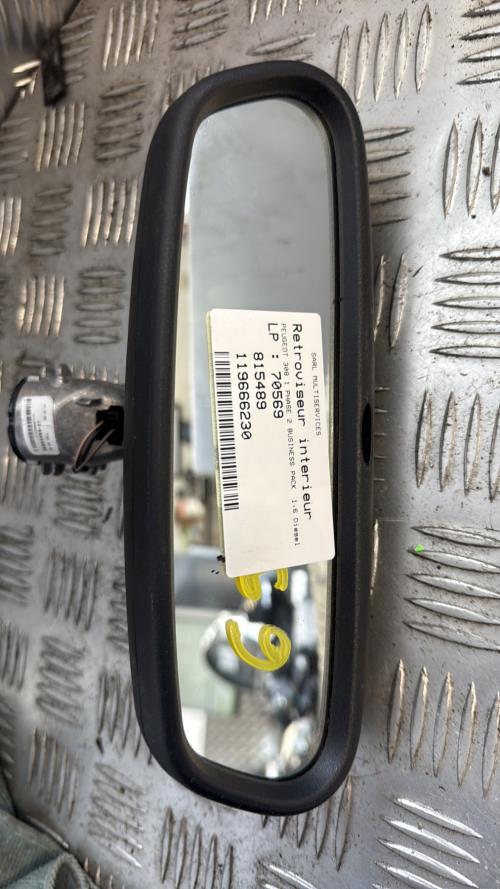 SARL MULTISERVICES
Retroviseur interieur
PEUGEOT 308 1 PHASE 2 BUSINESS PACK 1.6 Diesel
LP : 70569
815489
119666230